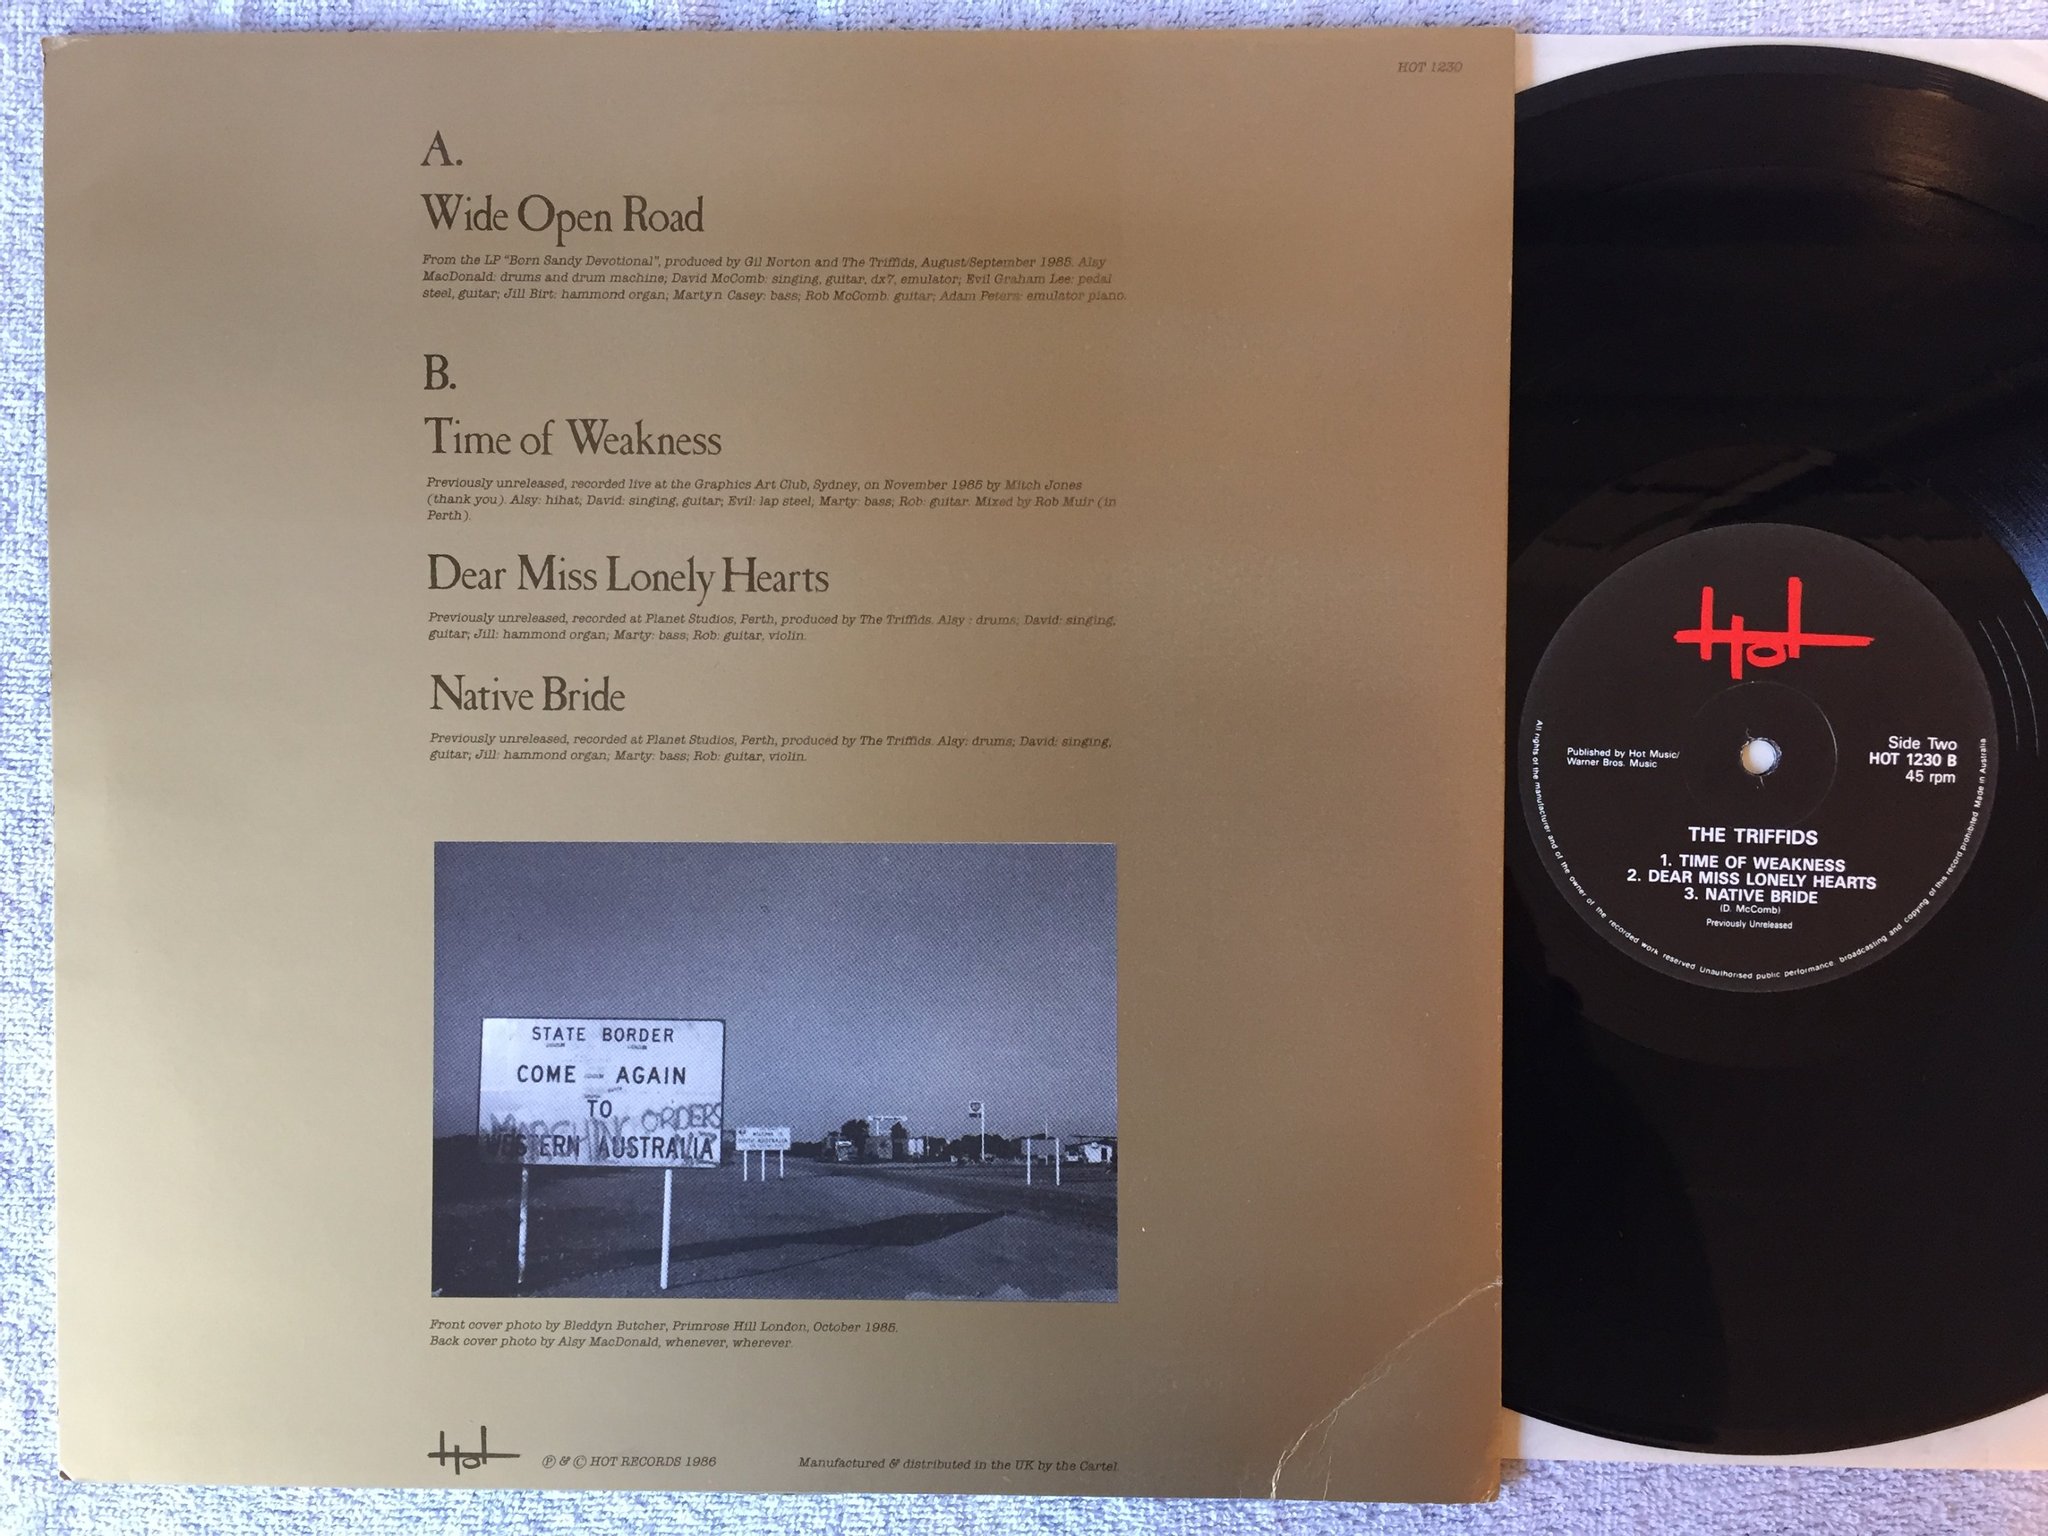 HOT 1230
A.
Wide Open Road
From the LP "Born Sandy Devotional", produced by Gil Norton and The Triffids, August/September 1985. Alsy
MacDonald: drums and drum machine; David McComb: singing, guitar, dx7, emulator; Evil Graham Lee: pedal
steel, guitar; Jill Birt: hammond organ; Martyn Casey: bass; Rob McComb: guitar; Adam Peters: emulator piano.
B.
Time of Weakness
Previously unreleased, recorded live at the Graphics Art Club, Sydney, on November 1985 by Mitch Jones
(thank you). Alsy: hihat, David: singing, guitar; Evil: lap steel, Marty: bass; Rob: guitar. Mixed by Rob Muir (in
Perth).
Dear Miss Lonely Hearts
Previously unreleased, recorded at Planet Studios, Perth, produced by The Triffids. Alsy : drums; David: singing,
guitar; Jill: hammond organ; Marty: bass; Rob: guitar, violin.
Native Bride
Previously unreleased, recorded at Planet Studios, Perth, produced by The Triffids. Alsy: drums; David: singing,
guitar; Jill: hammond organ; Marty: bass; Rob: guitar, violin.
STATE BORDER
COME - AGAIN
TO
MARCHING ORDERS
WESTERN AUSTRALIA
SOUTH AUSTRALIA
Front cover photo by Bleddyn Butcher, Primrose Hill London, October 1985.
Back cover photo by Alsy MacDonald, whenever, wherever.
Hot
℗ & © HOT RECORDS 1986
Manufactured & distributed in the UK by the Cartel
Hot
Published by Hot Music/
Warner Bros. Music
Side Two
HOT 1230 B
45 rpm
THE TRIFFIDS
1. TIME OF WEAKNESS
2. DEAR MISS LONELY HEARTS
3. NATIVE BRIDE
(D. McComb)
Previously Unreleased
All rights of the manufacturer and of the owner of the recorded work reserved Unauthorised public performance broadcasting and copying of this record prohibited Made in Australia